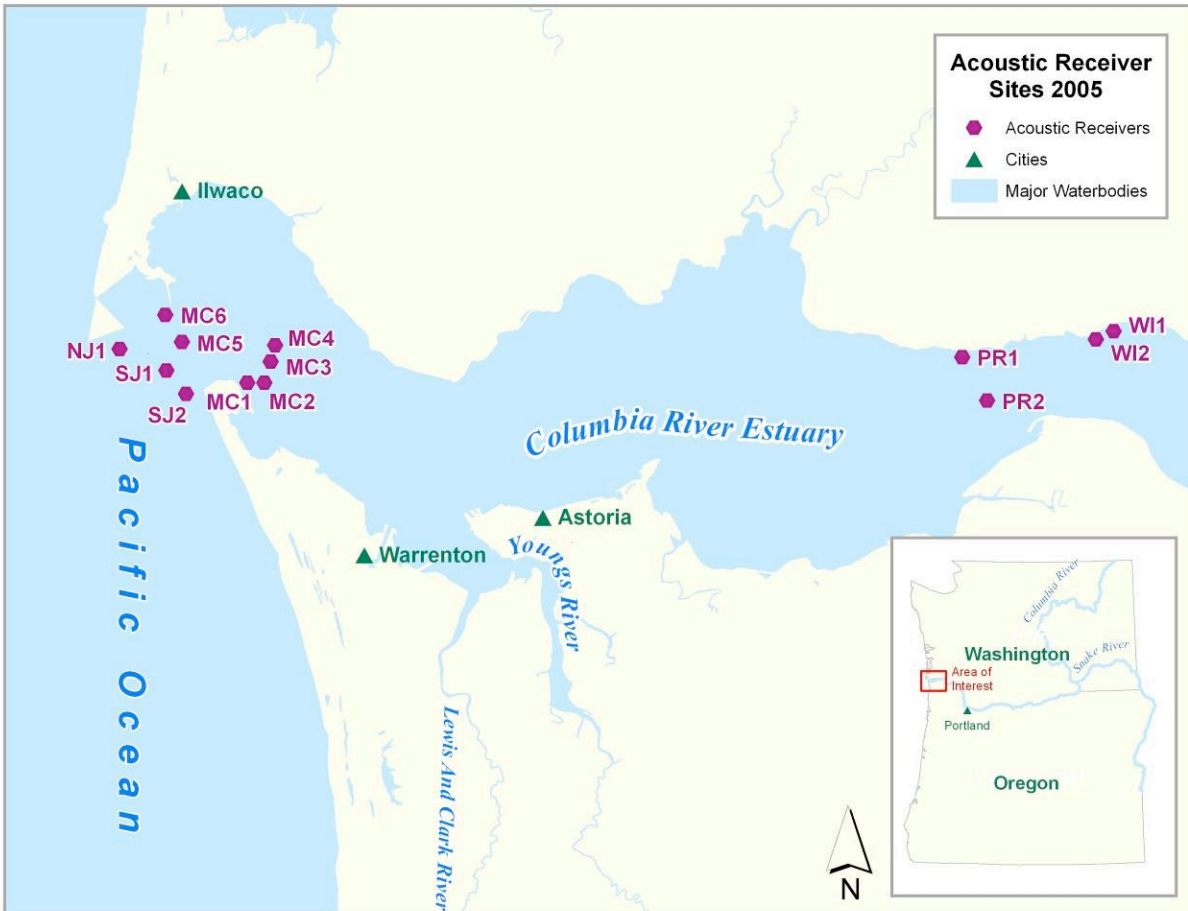 Acoustic Receiver
Sites 2005
Acoustic Receivers
Cities
Major Waterbodies
Ilwaco
MC6
MC5
MC4
NJ1
MC3
SJ1
MC1
MC2
SJ2
WI1
WI2
PR1
PR2
Columbia River Estuary
Pacific Ocean
Astoria
Warrenton
Youngs River
Lewis And Clark River
N
Columbia River
Washington
Snake River
Area of
Interest
Portland
Oregon